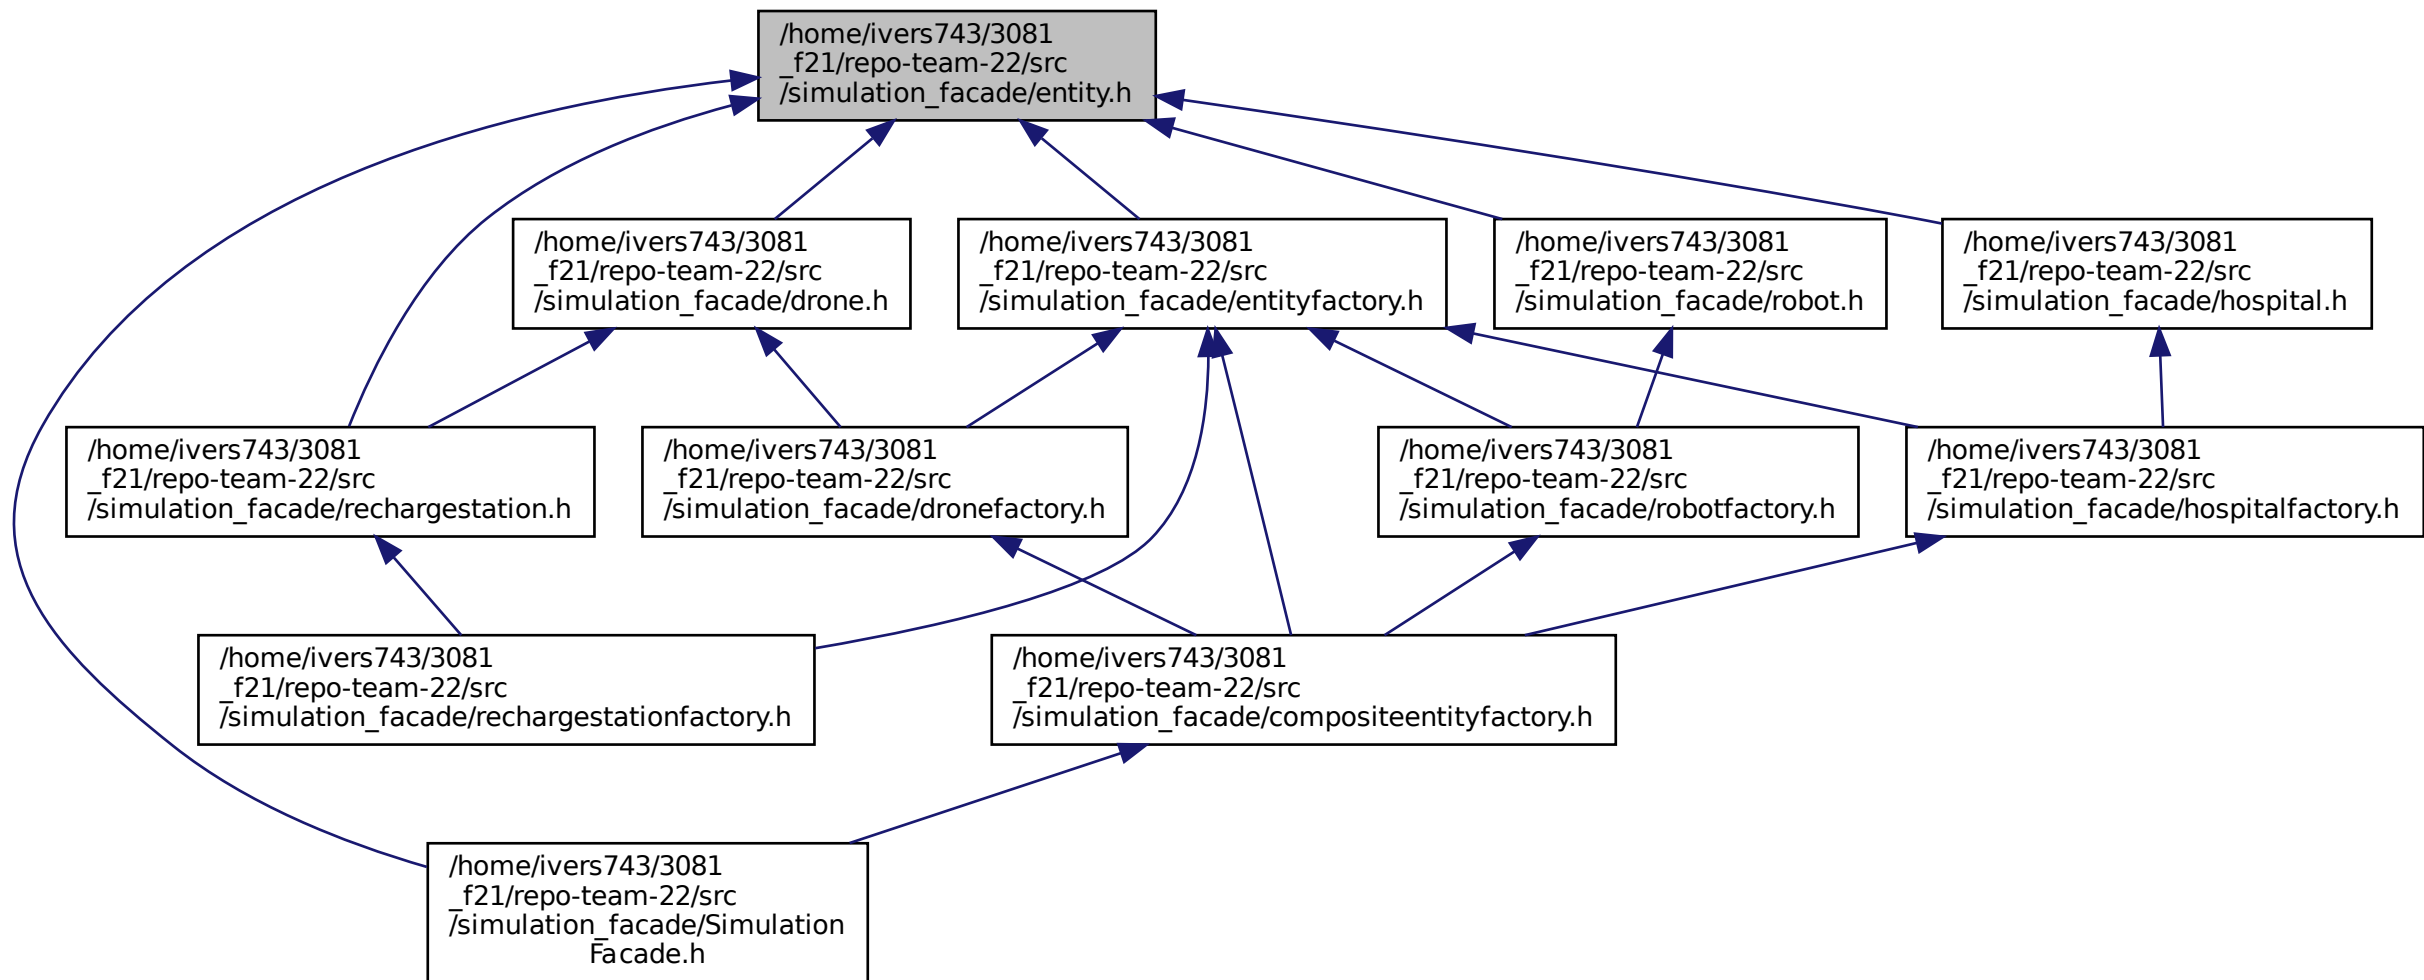 /home/ivers743/3081
_f21/repo-team-22/src
/simulation_facade/entity.h
/home/ivers743/3081
_f21/repo-team-22/src
/simulation_facade/drone.h
/home/ivers743/3081
_f21/repo-team-22/src
/simulation_facade/entityfactory.h
/home/ivers743/3081
_f21/repo-team-22/src
/simulation_facade/robot.h
/home/ivers743/3081
_f21/repo-team-22/src
/simulation_facade/hospital.h
/home/ivers743/3081
_f21/repo-team-22/src
/simulation_facade/rechargestation.h
/home/ivers743/3081
_f21/repo-team-22/src
/simulation_facade/dronefactory.h
/home/ivers743/3081
_f21/repo-team-22/src
/simulation_facade/robotfactory.h
/home/ivers743/3081
_f21/repo-team-22/src
/simulation_facade/hospitalfactory.h
/home/ivers743/3081
_f21/repo-team-22/src
/simulation_facade/rechargestationfactory.h
/home/ivers743/3081
_f21/repo-team-22/src
/simulation_facade/compositeentityfactory.h
/home/ivers743/3081
_f21/repo-team-22/src
/simulation_facade/Simulation
Facade.h